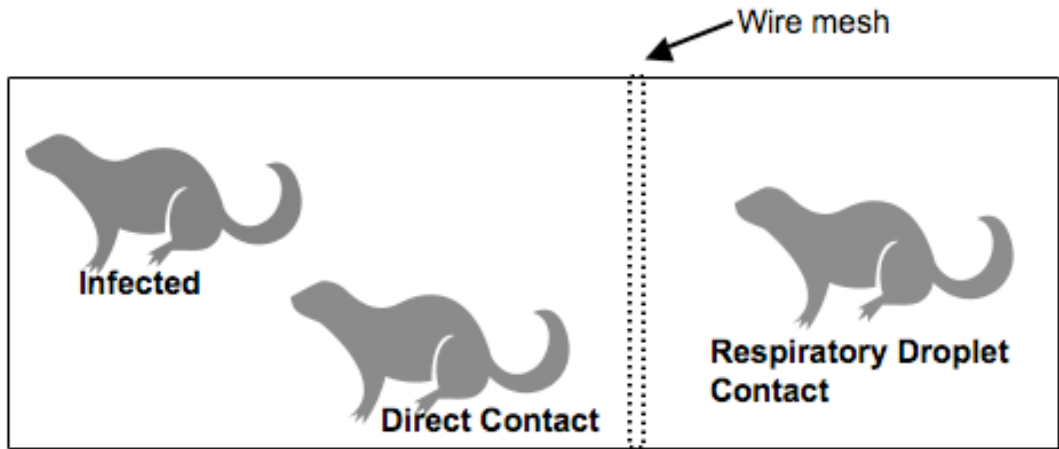 Wire mesh
Infected
Direct Contact
Respiratory Droplet
Contact